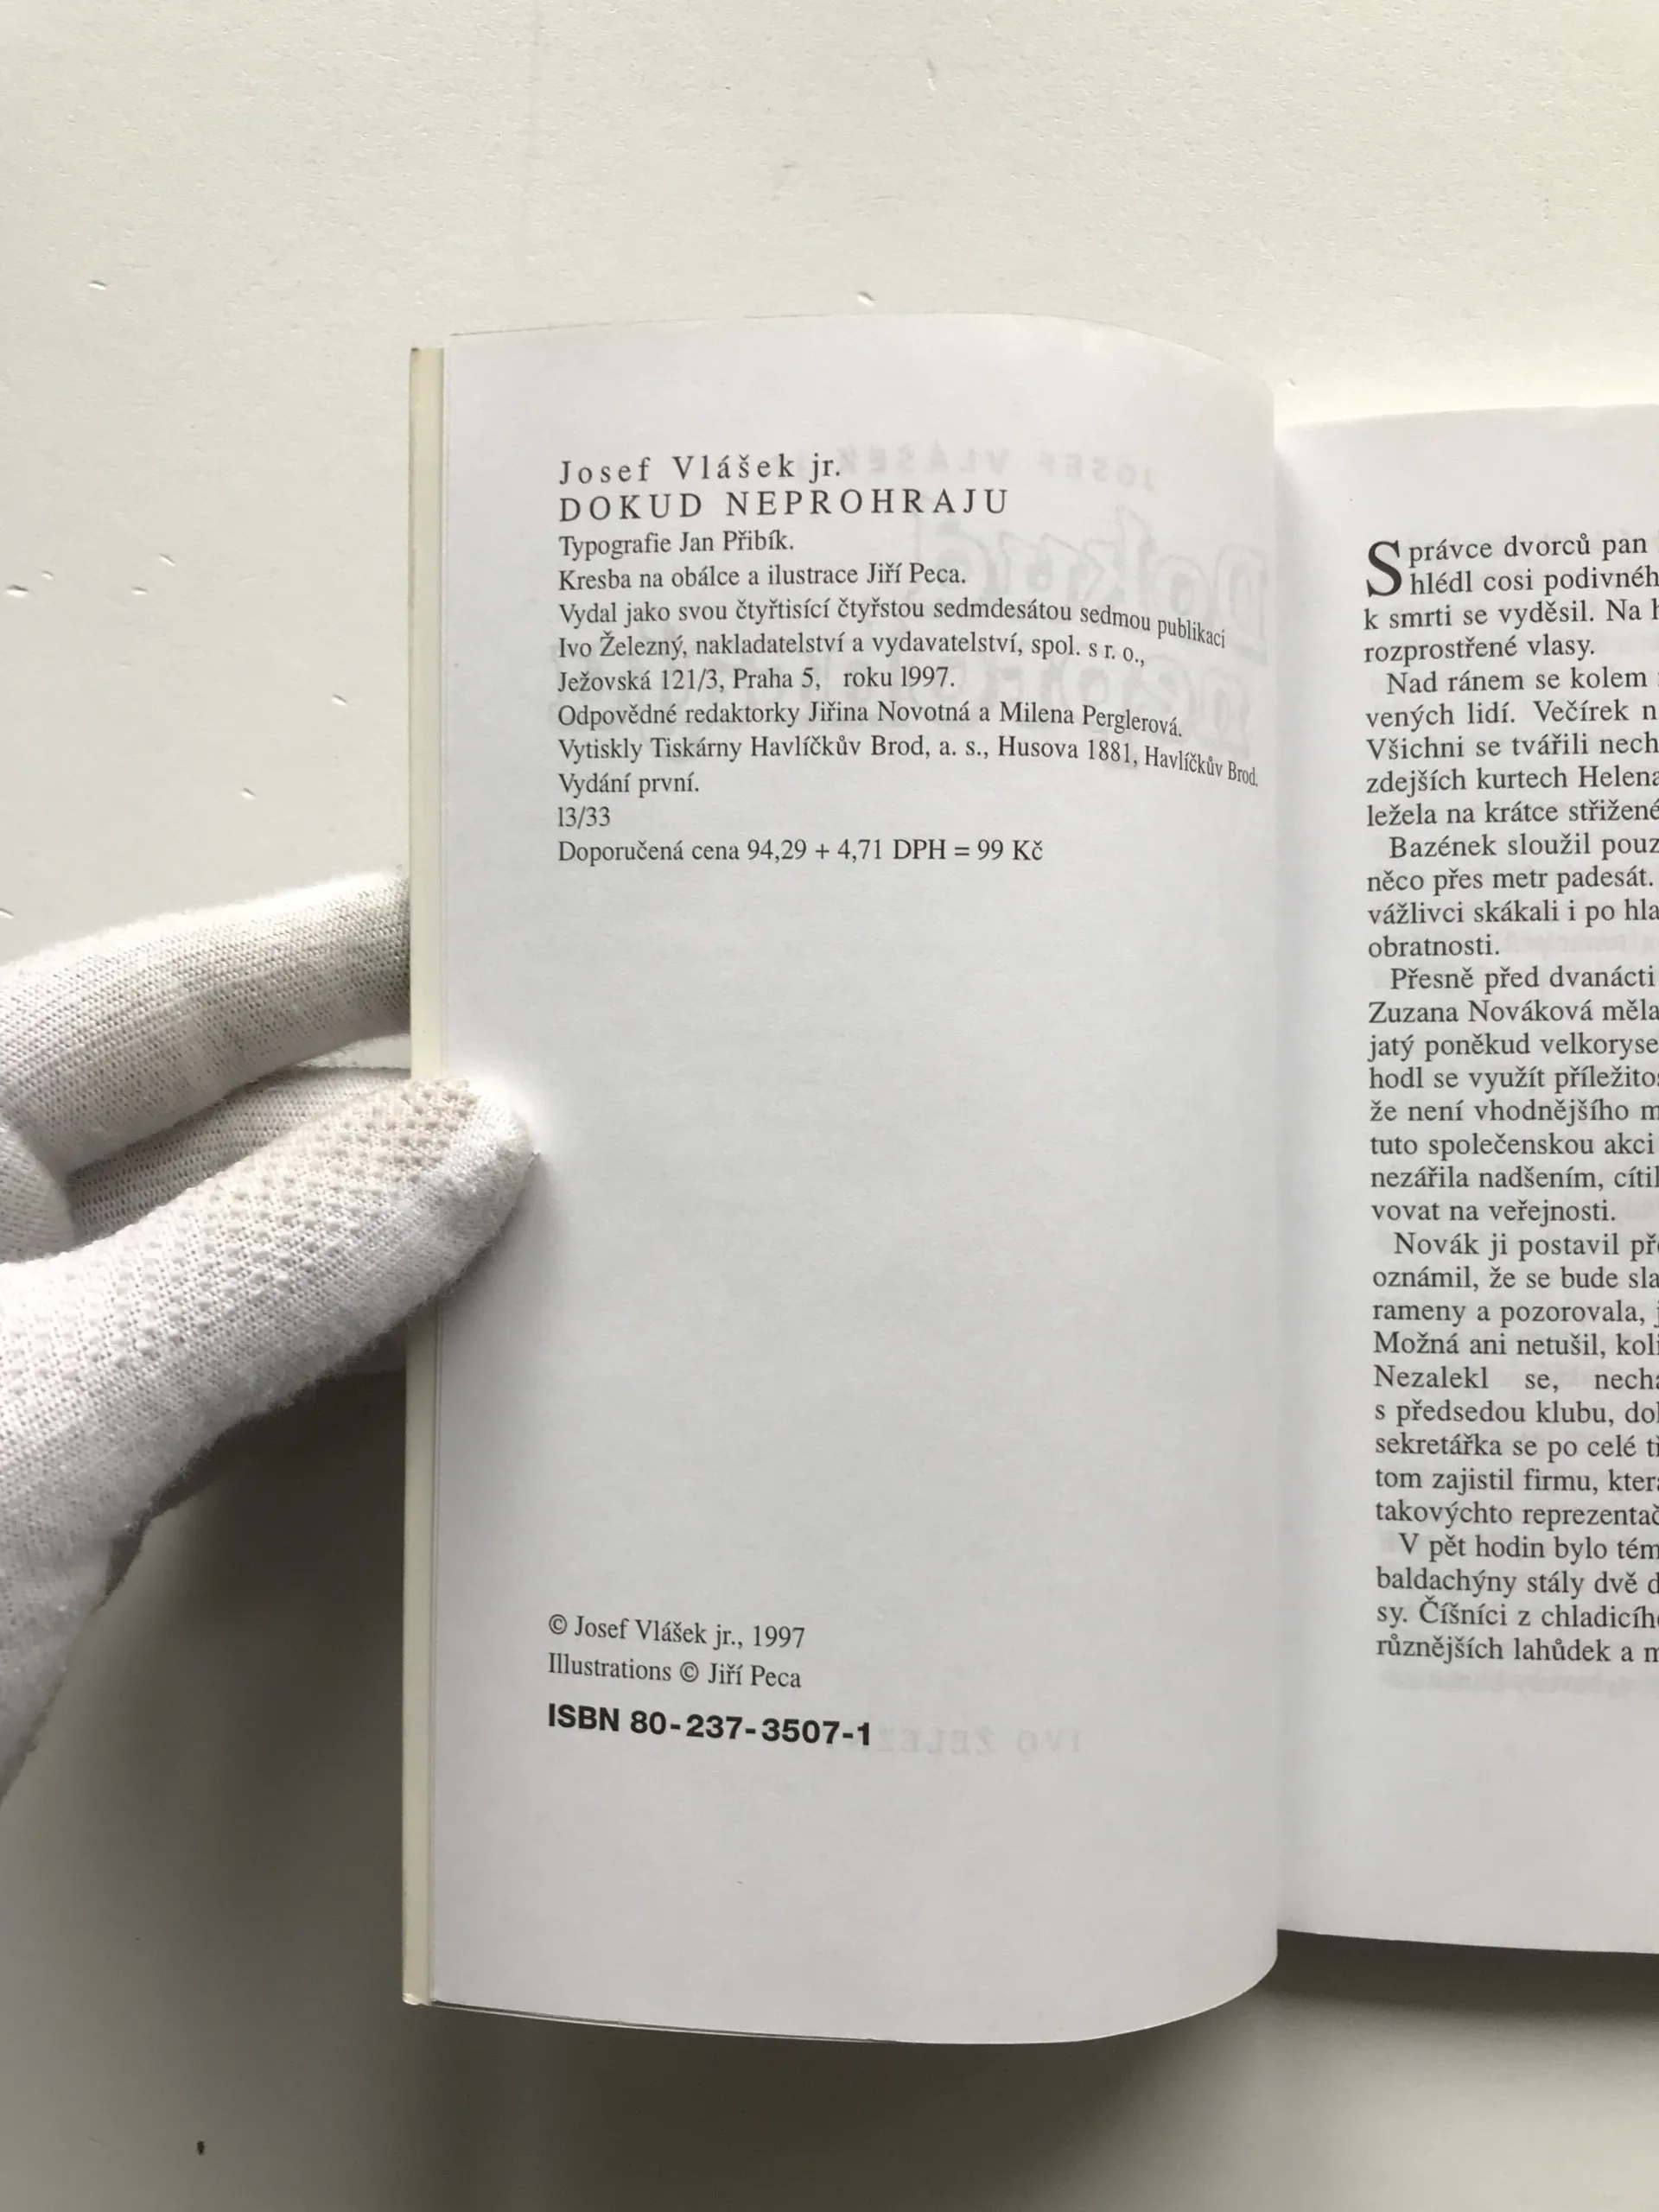 Josef Vlášek jr.
DOKUD NEPROHRAJU
Typografie Jan Přibík.
Kresba na obálce a ilustrace Jiří Peca.
Vydal jako svou čtyřtisící čtyřstou sedmdesátou sedmou publikaci
Ivo Železný, nakladatelství a vydavatelství, spol. s r. o.,
Ježovská 121/3, Praha 5, roku 1997.
Odpovědné redaktorky Jiřina Novotná a Milena Perglerová.
Vytiskly Tiskárny Havlíčkův Brod, a. s., Husova 1881, Havlíčkův Brod.
Vydání první.
13/33
Doporučená cena 94,29 + 4,71 DPH = 99 Kč
© Josef Vlášek jr., 1997
Illustrations © Jiří Peca
ISBN 80-237-3507-1
Správce dvorců pan
hlédl cosi podivnéh
k smrti se vyděsil. Na
rozprostřené vlasy.
Nad ránem se kolem
vených lidí. Večírek n
Všichni se tvářili nech
zdejších kurtech Helena
ležela na krátce střižené
Bazének sloužil pouz
něco přes metr padesát.
vážlivci skákali i po hla
obratnosti.
Přesně před dvanácti
Zuzana Nováková měla
jatý poněkud velkoryse
hodl se využít příležitos
že není vhodnějšího m
tuto společenskou akci
nezářila nadšením, cítil
vovat na veřejnosti.
Novák ji postavil pře
oznámil, že se bude sla
rameny a pozorovala, j
Možná ani netušil, koli
Nezalekl se, necha
s předsedou klubu, dol
sekretářka se po celé ti
tom zajistil firmu, která
takovýchto reprezentač
V pět hodin bylo tém
baldachýny stály dvě d
sy. Číšníci z chladicího
různějších lahůdek a m